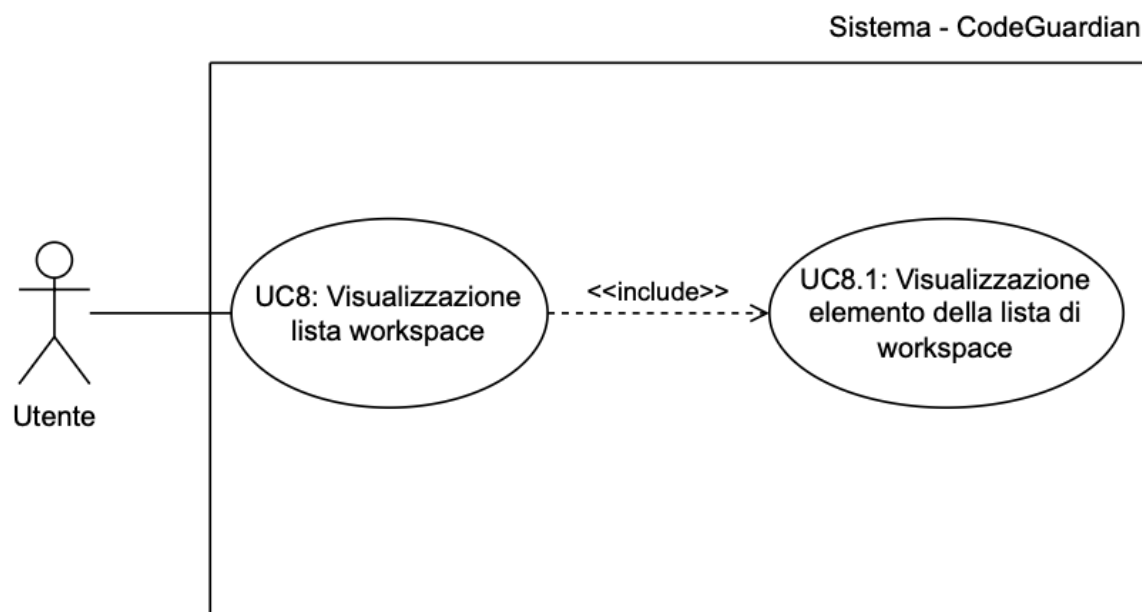 Sistema - CodeGuardian
UC8: Visualizzazione
lista workspace
<<include>>
UC8.1: Visualizzazione
elemento della lista di
workspace
Utente